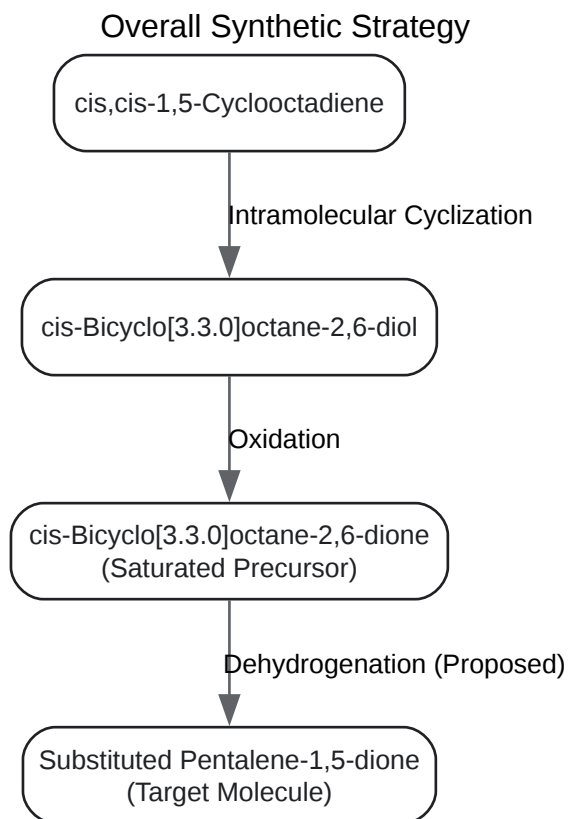 Overall Synthetic Strategy
cis,cis-1,5-Cyclooctadiene
Intramolecular Cyclization
cis-Bicyclo[3.3.0]octane-2,6-diol
Oxidation
cis-Bicyclo[3.3.0]octane-2,6-dione
(Saturated Precursor)
Dehydrogenation (Proposed)
Substituted Pentalene-1,5-dione
(Target Molecule)